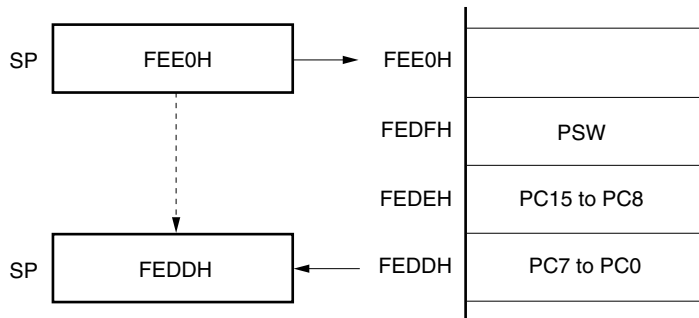 SP FEE0H FEE0H
FEDFH PSW
FEDEH PC15 to PC8
SP FEDDH FEDDH PC7 to PC0